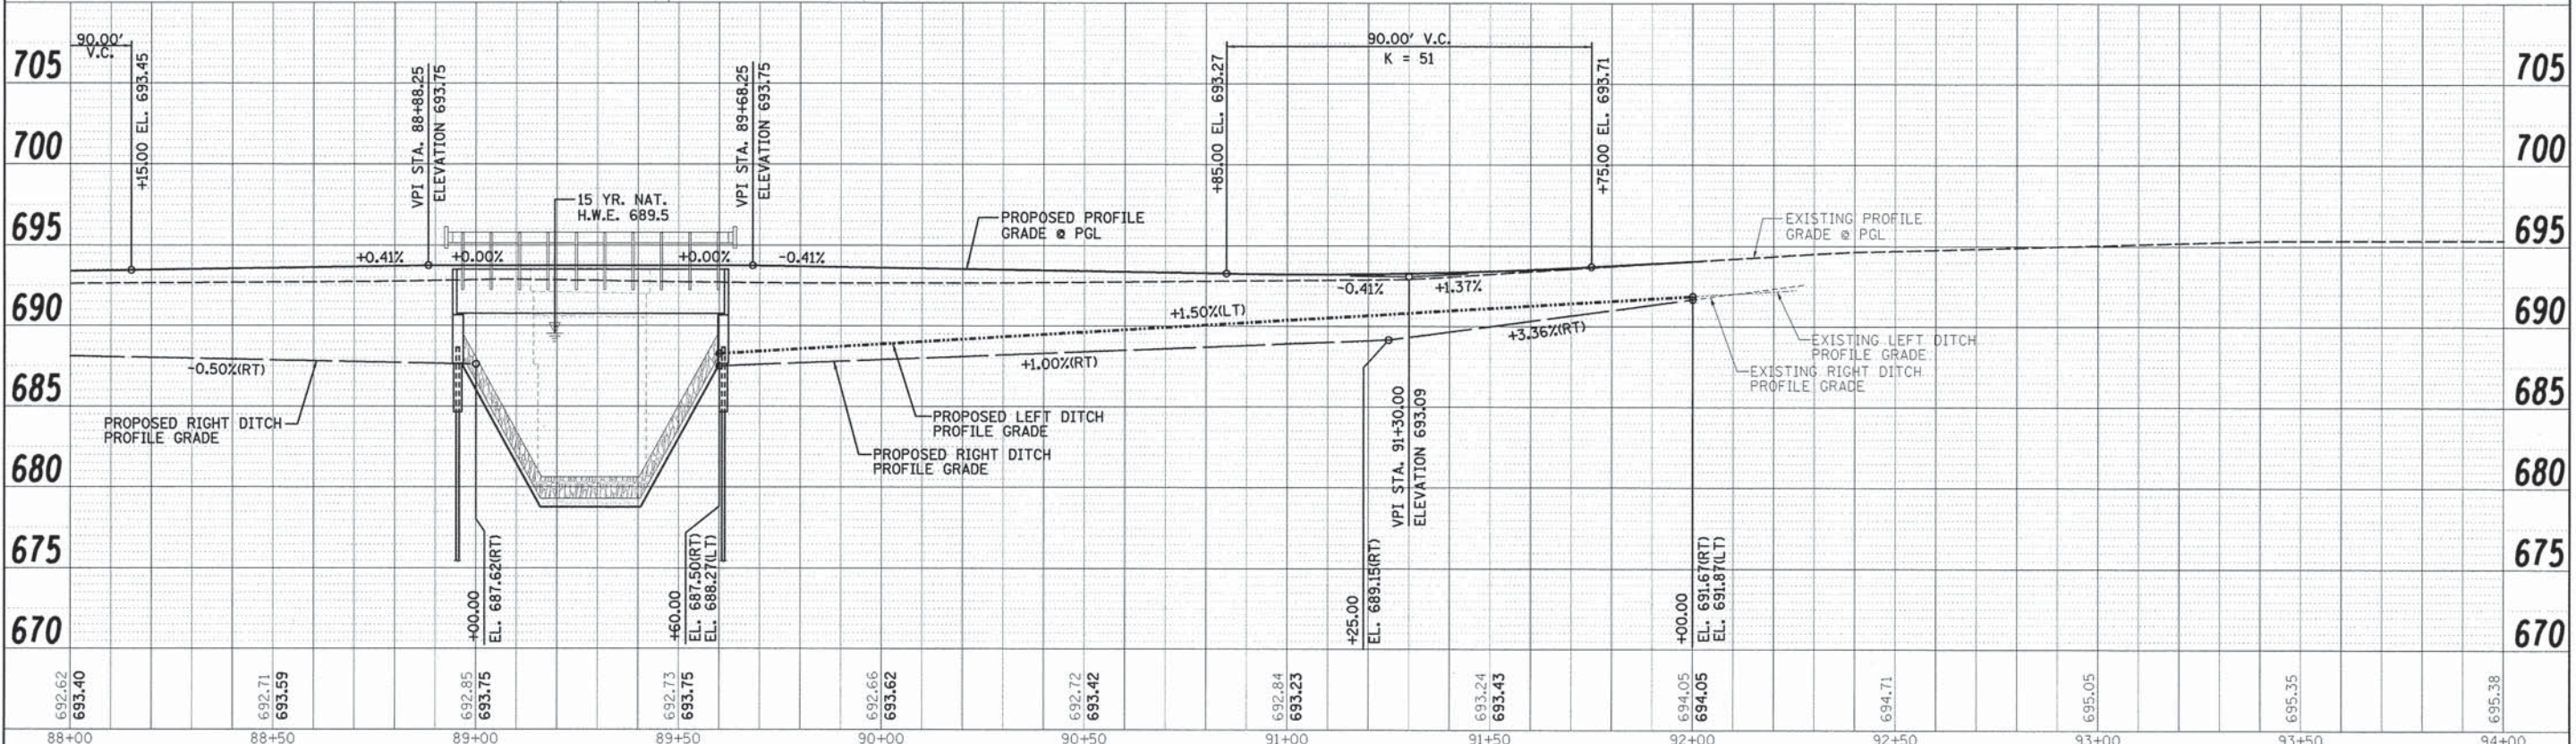 90.00'
V.C.
+15.00 EL. 693.45
VPI STA. 88+88.25
ELEVATION 693.75
VPI STA. 89+68.25
ELEVATION 693.75
90.00' V.C.
K = 51
+85.00 EL. 693.27
+75.00 EL. 693.71
705
705
700
700
695
695
690
690
685
685
680
680
675
675
670
670
15 YR. NAT.
H.W.E. 689.5
PROPOSED PROFILE
GRADE @ PGL
EXISTING PROFILE
GRADE @ PGL
+0.41%
+0.00%
+0.00%
-0.41%
-0.41%
+1.37%
+1.50%(LT)
+3.36%(RT)
-0.50%(RT)
+1.00%(RT)
EXISTING LEFT DITCH
PROFILE GRADE
EXISTING RIGHT DITCH
PROFILE GRADE
PROPOSED RIGHT DITCH
PROFILE GRADE
PROPOSED LEFT DITCH
PROFILE GRADE
PROPOSED RIGHT DITCH
PROFILE GRADE
VPI STA. 91+30.00
ELEVATION 693.09
+00.00
EL. 687.62(RT)
+60.00
EL. 687.50(RT)
EL. 688.27(LT)
+25.00
EL. 689.15(RT)
+00.00
EL. 691.67(RT)
EL. 691.87(LT)
692.62
693.40
692.71
693.59
692.85
693.75
692.73
693.75
692.66
693.62
692.72
693.42
692.84
693.23
693.24
693.43
694.05
694.05
694.71
695.05
695.35
695.38
88+00
88+50
89+00
89+50
90+00
90+50
91+00
91+50
92+00
92+50
93+00
93+50
94+00